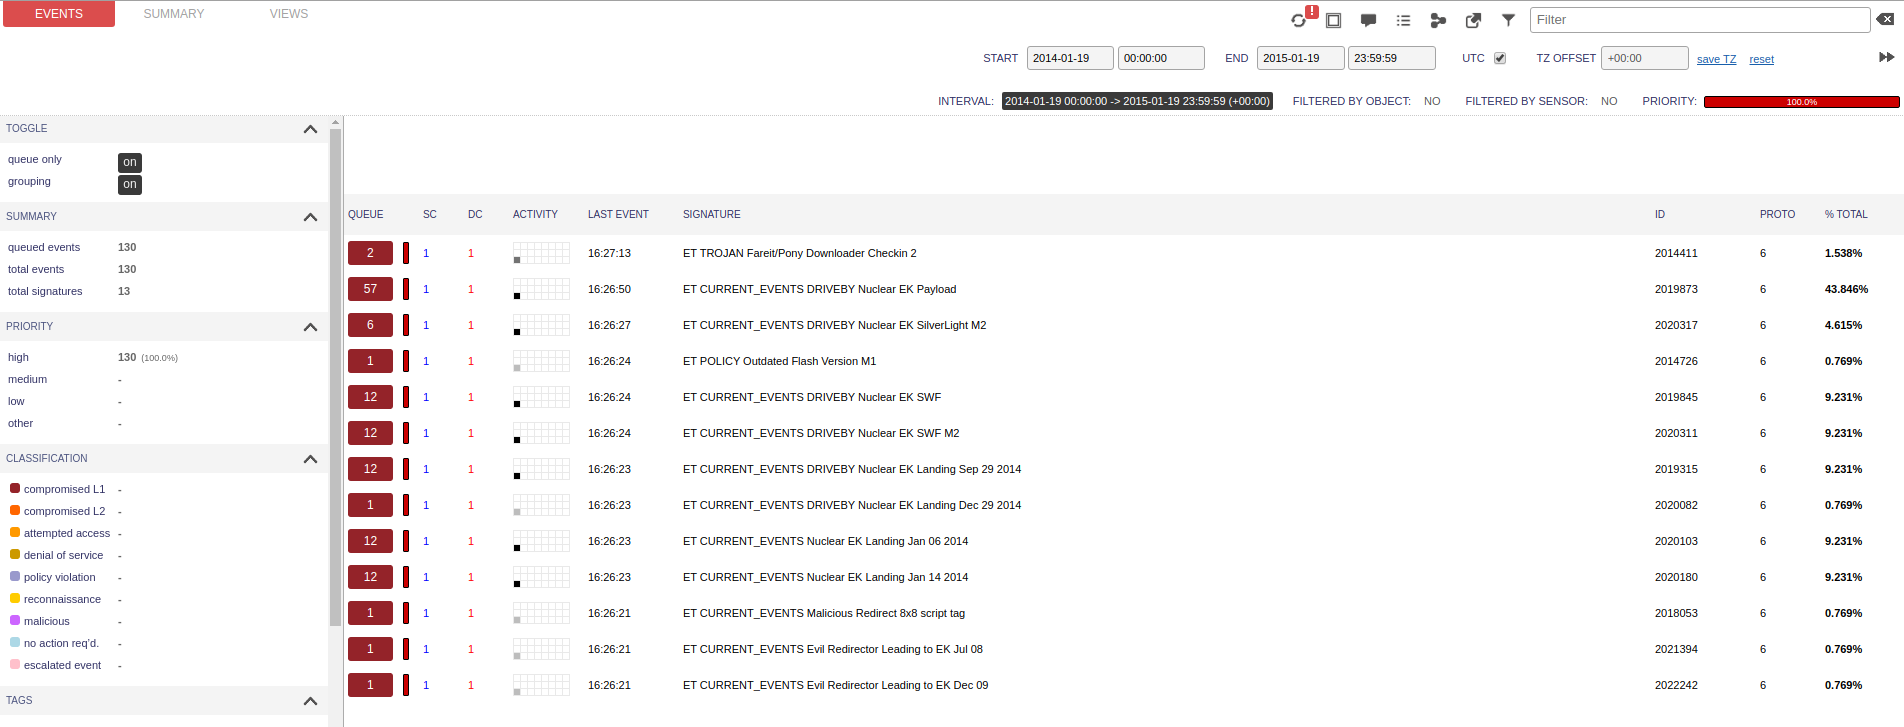 EVENTS SUMMARY VIEWS
! Filter
START 2014-01-19 00:00:00 END 2015-01-19 23:59:59 UTC TZ OFFSET +00:00 save TZ reset
INTERVAL: 2014-01-19 00:00:00 -> 2015-01-19 23:59:59 (+00:00) FILTERED BY OBJECT: NO FILTERED BY SENSOR: NO PRIORITY: 100.0%
TOGGLE
queue only on
grouping on
SUMMARY
queued events 130
total events 130
total signatures 13
PRIORITY
high 130 (100.0%)
medium -
low -
other -
CLASSIFICATION
compromised L1 -
compromised L2 -
attempted access -
denial of service -
policy violation -
reconnaissance -
malicious -
no action req'd. -
escalated event -
TAGS
QUEUE SC DC ACTIVITY LAST EVENT SIGNATURE ID PROTO % TOTAL
2 1 1 16:27:13 ET TROJAN Fareit/Pony Downloader Checkin 2 2014411 6 1.538%
57 1 1 16:26:50 ET CURRENT_EVENTS DRIVEBY Nuclear EK Payload 2019873 6 43.846%
6 1 1 16:26:27 ET CURRENT_EVENTS DRIVEBY Nuclear EK SilverLight M2 2020317 6 4.615%
1 1 1 16:26:24 ET POLICY Outdated Flash Version M1 2014726 6 0.769%
12 1 1 16:26:24 ET CURRENT_EVENTS DRIVEBY Nuclear EK SWF 2019845 6 9.231%
12 1 1 16:26:24 ET CURRENT_EVENTS DRIVEBY Nuclear EK SWF M2 2020311 6 9.231%
12 1 1 16:26:23 ET CURRENT_EVENTS DRIVEBY Nuclear EK Landing Sep 29 2014 2019315 6 9.231%
1 1 1 16:26:23 ET CURRENT_EVENTS DRIVEBY Nuclear EK Landing Dec 29 2014 2020082 6 0.769%
12 1 1 16:26:23 ET CURRENT_EVENTS Nuclear EK Landing Jan 06 2014 2020103 6 9.231%
12 1 1 16:26:23 ET CURRENT_EVENTS Nuclear EK Landing Jan 14 2014 2020180 6 9.231%
1 1 1 16:26:21 ET CURRENT_EVENTS Malicious Redirect 8x8 script tag 2018053 6 0.769%
1 1 1 16:26:21 ET CURRENT_EVENTS Evil Redirector Leading to EK Jul 08 2021394 6 0.769%
1 1 1 16:26:21 ET CURRENT_EVENTS Evil Redirector Leading to EK Dec 09 2022242 6 0.769%